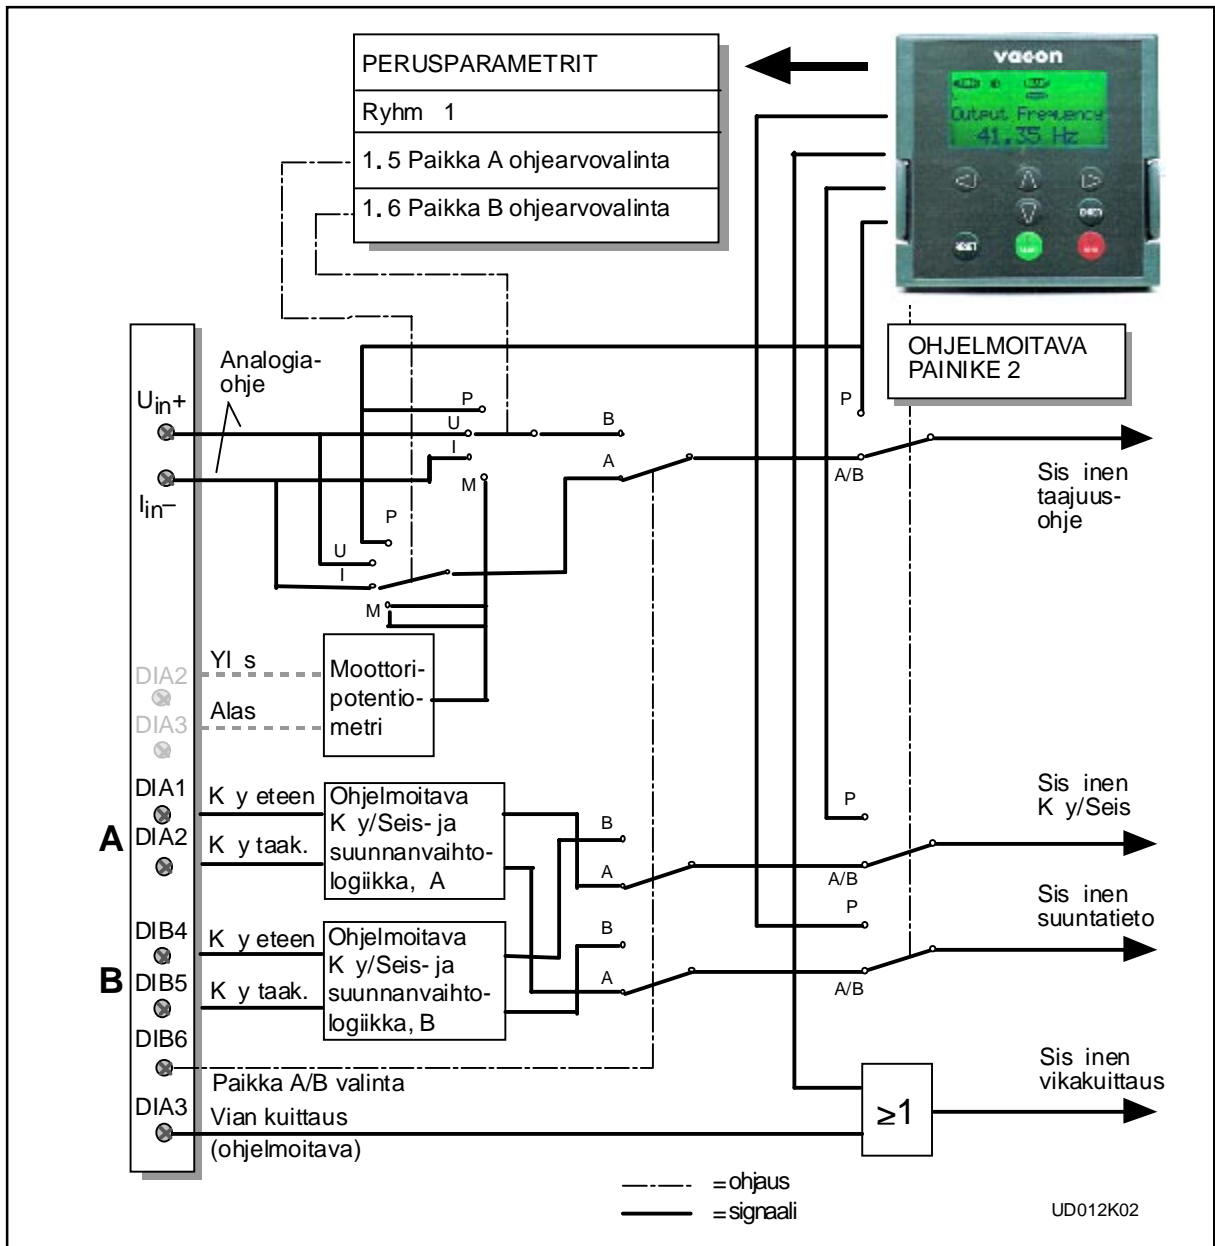 PERUSPARAMETRIT
Ryhm 1
1. 5 Paikka A ohjearvovalinta
1. 6 Paikka B ohjearvovalinta
vacon
Output Frequency
41,35 Hz
OHJELMOITAVA
PAINIKE 2
Analogia-
ohje
Uin+
Iin–
P
U
I
M
B
A
P
A/B
Sis inen
taajuus-
ohje
P
U
I
M
DIA2
Yl s
DIA3
Alas
Moottori-
potentio-
metri
A
DIA1
K y eteen
DIA2
K y taak.
Ohjelmoitava
K y/Seis- ja
suunnanvaihto-
logiikka, A
B
A
P
A/B
Sis inen
K y/Seis
B
DIB4
K y eteen
DIB5
K y taak.
Ohjelmoitava
K y/Seis- ja
suunnanvaihto-
logiikka, B
B
A
P
A/B
Sis inen
suuntatieto
DIB6
Paikka A/B valinta
DIA3
Vian kuittaus
(ohjelmoitava)
≥1
Sis inen
vikakuittaus
= ohjaus
= signaali
UD012K02